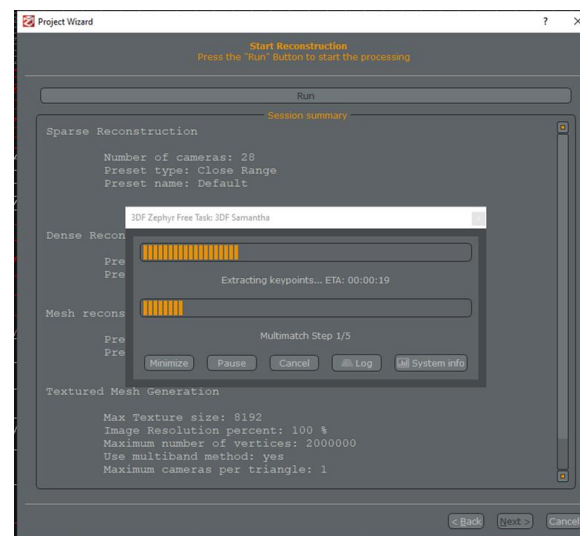 Project Wizard
?
Start Reconstruction
Press the "Run" Button to start the processing
Run
Session summary
Sparse Reconstruction
Number of cameras: 28
Preset type: Close Range
Preset name: Default
3DF Zephyr Free Task: 3DF Samantha
Dense Recon
Pre
Pre
Extracting keypoints... ETA: 00:00:19
Mesh recons
Multimatch Step 1/5
Pre
Pre
Minimize
Pause
Cancel
Log
System info
Textured Mesh Generation
Max Texture size: 8192
Image Resolution percent: 100 %
Maximum number of vertices: 2000000
Use multiband method: yes
Maximum cameras per triangle: 1
< Back
Next >
Cancel